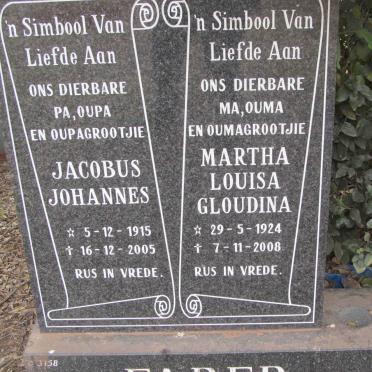 'n Simbool Van
Liefde Aan
ONS DIERBARE
PA, OUPA
EN OUPAGROOTJIE
JACOBUS
JOHANNES
☆ 5-12-1915
† 16-12-2005
RUS IN VREDE.
'n Simbool Van
Liefde Aan
ONS DIERBARE
MA, OUMA
EN OUMAGROOTJIE
MARTHA
LOUISA
GLOUDINA
☆ 29-5-1924
† 7-11-2008
RUS IN VREDE.
FABER